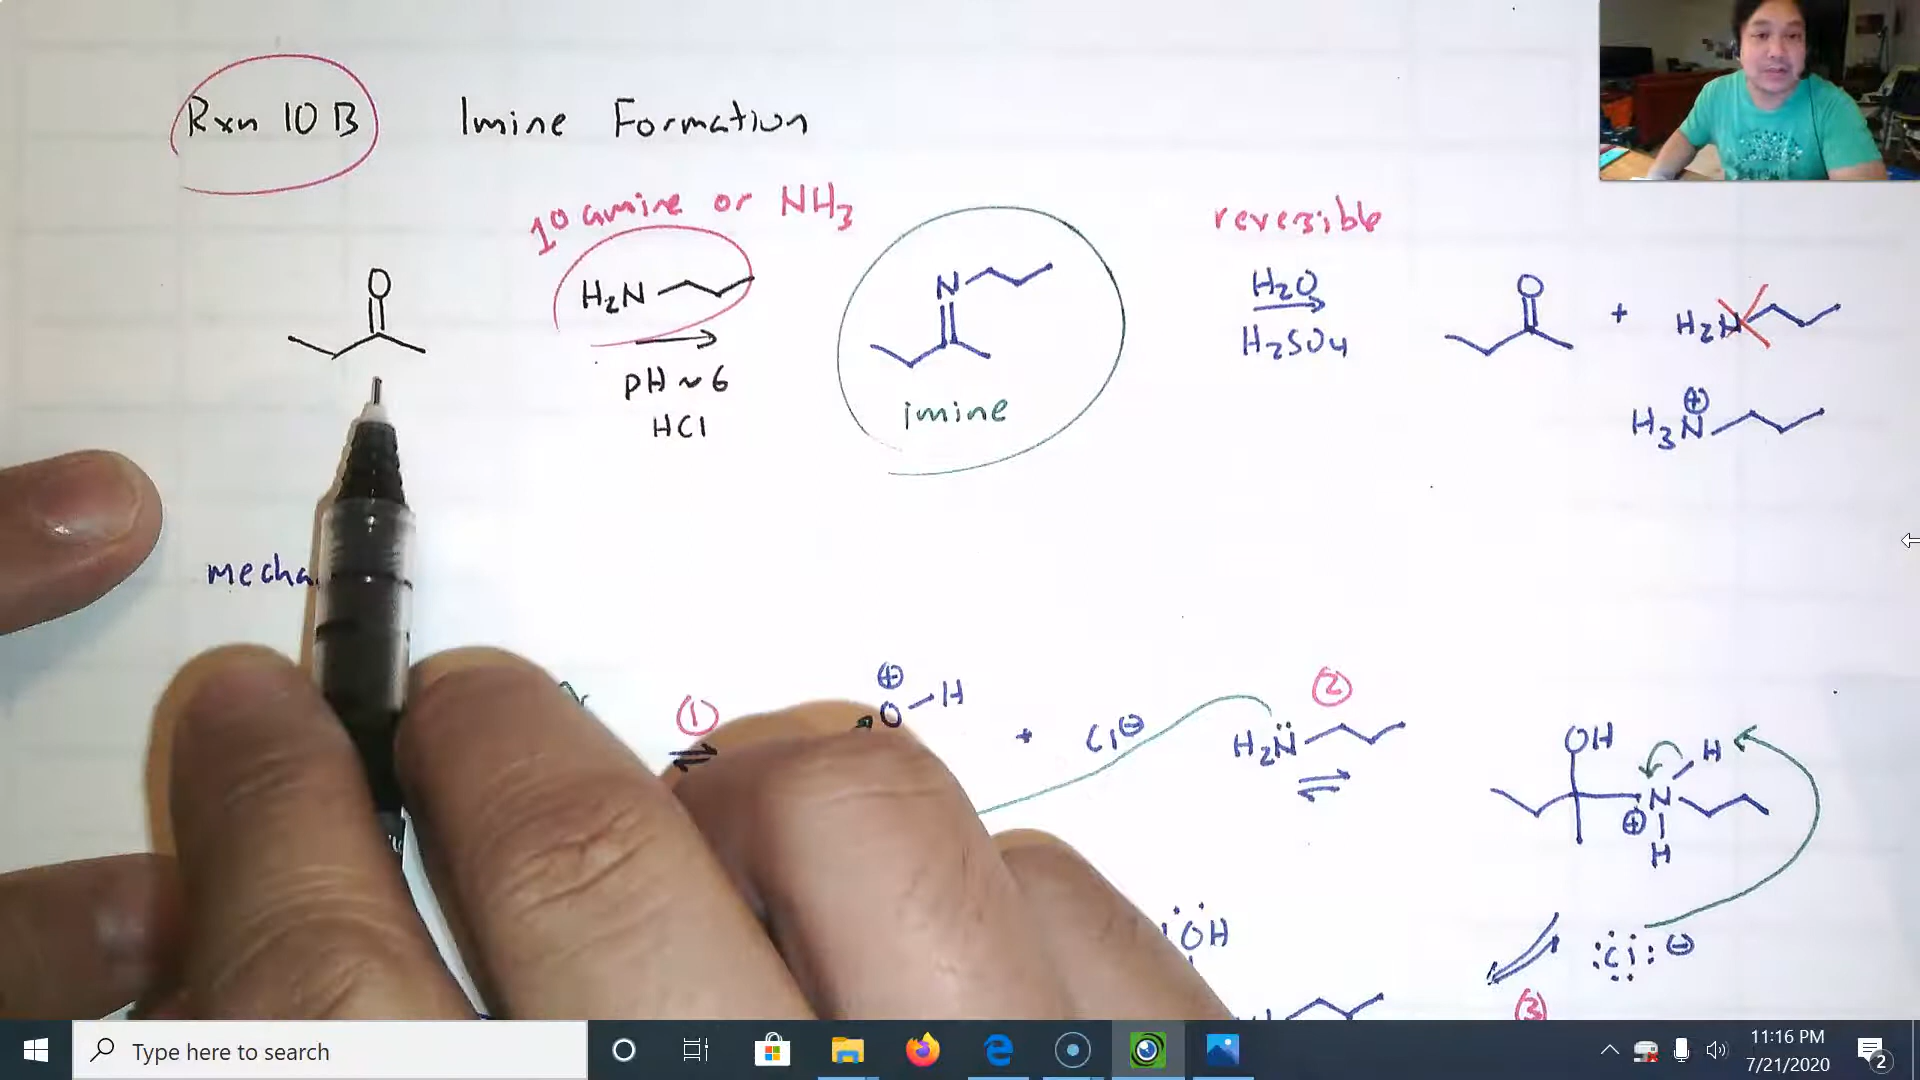 Rxn 10B Imine Formation
1° amine or NH3
reversible
O
H2N
pH ~ 6
HCl
N
imine
H2O
H2SO4
O
+
H2N
H3N⊕
mecha
①
⊕
O-H
+ Cl⊖
H2N̈
②
OH
H
N
⊕
H
:OH
:Cl:⊖
③
Type here to search
11:16 PM
7/21/2020
2